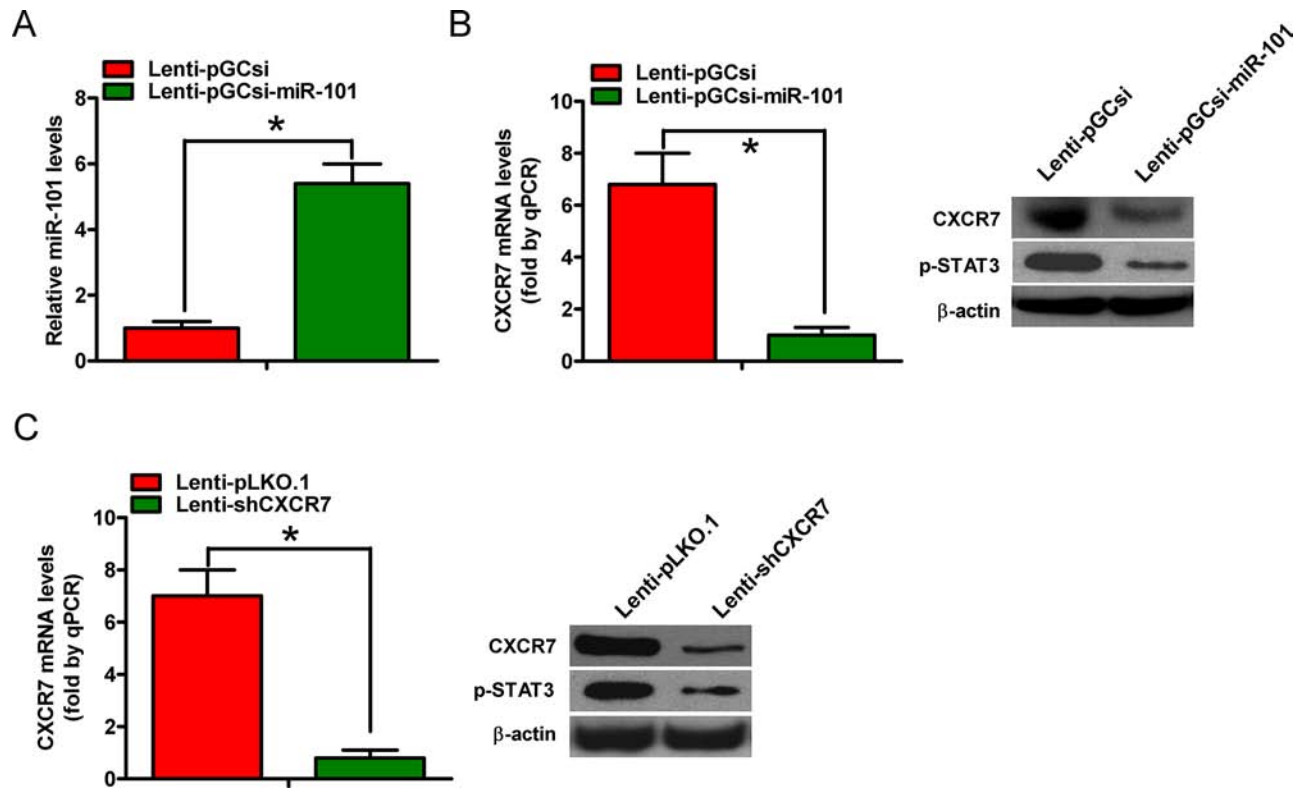 A
Lenti-pGCsi
Lenti-pGCsi-miR-101
Relative miR-101 levels
8
6
4
2
0
*
B
Lenti-pGCsi
Lenti-pGCsi-miR-101
CXCR7 mRNA levels
(fold by qPCR)
10
8
6
4
2
0
*
Lenti-pGCsi
Lenti-pGCsi-miR-101
CXCR7
p-STAT3
β-actin
C
Lenti-pLKO.1
Lenti-shCXCR7
CXCR7 mRNA levels
(fold by qPCR)
10
8
6
4
2
0
*
Lenti-pLKO.1
Lenti-shCXCR7
CXCR7
p-STAT3
β-actin